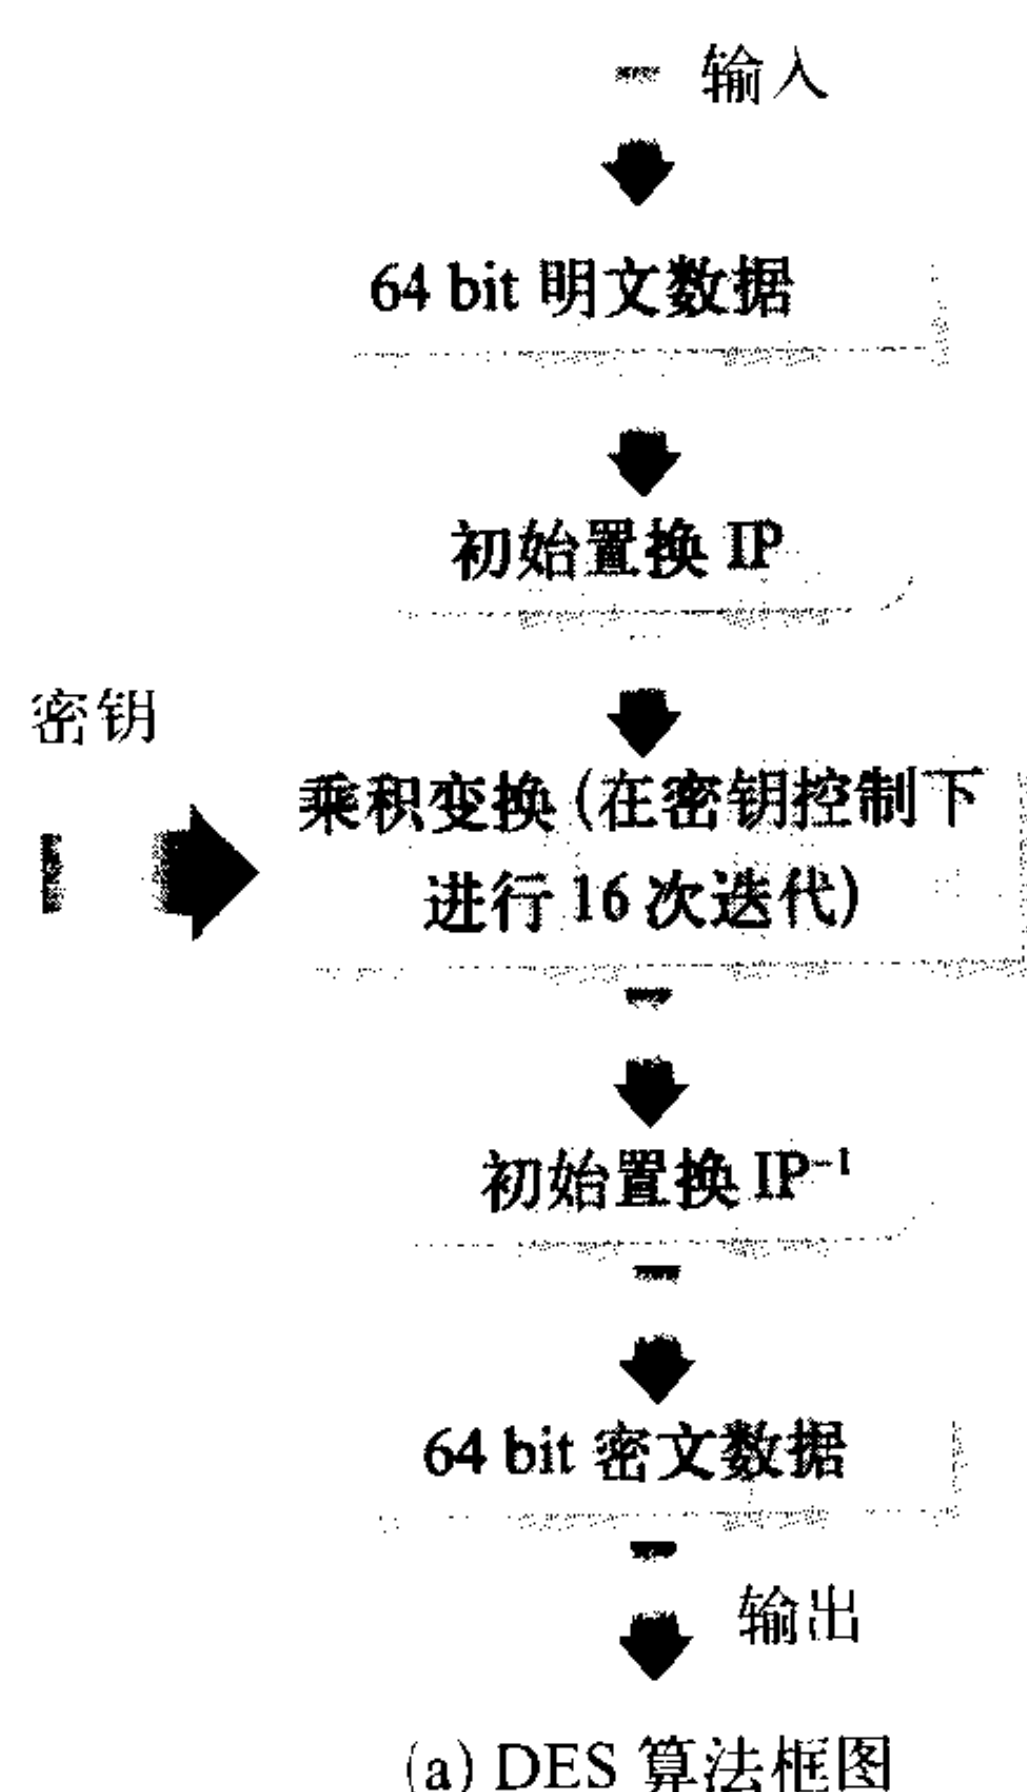 输入
64 bit 明文数据
初始置换 IP
密钥
乘积变换 (在密钥控制下
进行 16 次迭代)
初始置换 IP⁻¹
64 bit 密文数据
输出
(a) DES 算法框图